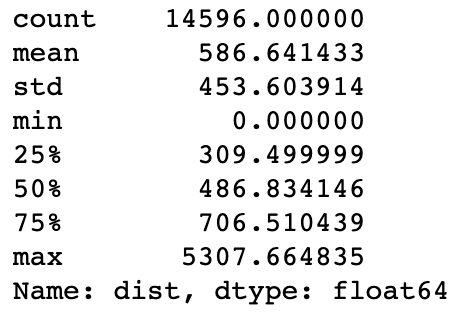 count    14596.000000
mean       586.641433
std        453.603914
min          0.000000
25%        309.499999
50%        486.834146
75%        706.510439
max       5307.664835
Name: dist, dtype: float64